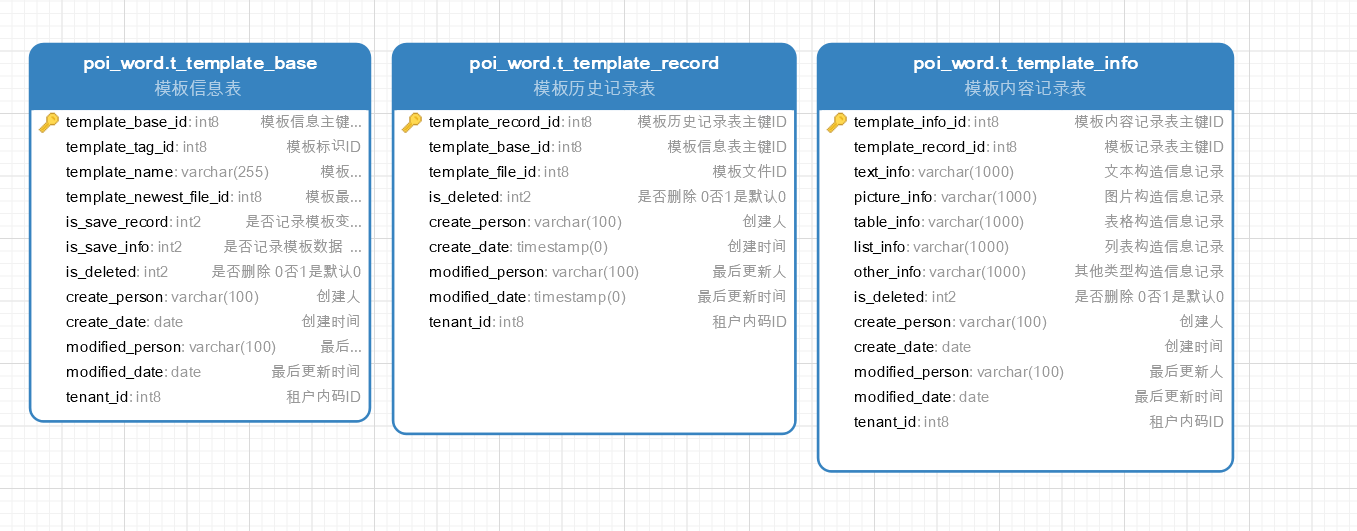 poi_word.t_template_base
模板信息表
template_base_id: int8 模板信息主键...
template_tag_id: int8 模板标识ID
template_name: varchar(255) 模板...
template_newest_file_id: int8 模板最...
is_save_record: int2 是否记录模板变...
is_save_info: int2 是否记录模板数据 ...
is_deleted: int2 是否删除 0否1是默认0
create_person: varchar(100) 创建人
create_date: date 创建时间
modified_person: varchar(100) 最后...
modified_date: date 最后更新时间
tenant_id: int8 租户内码ID
poi_word.t_template_record
模板历史记录表
template_record_id: int8 模板历史记录表主键ID
template_base_id: int8 模板信息表主键ID
template_file_id: int8 模板文件ID
is_deleted: int2 是否删除 0否1是默认0
create_person: varchar(100) 创建人
create_date: timestamp(0) 创建时间
modified_person: varchar(100) 最后更新人
modified_date: timestamp(0) 最后更新时间
tenant_id: int8 租户内码ID
poi_word.t_template_info
模板内容记录表
template_info_id: int8 模板内容记录表主键ID
template_record_id: int8 模板记录表主键ID
text_info: varchar(1000) 文本构造信息记录
picture_info: varchar(1000) 图片构造信息记录
table_info: varchar(1000) 表格构造信息记录
list_info: varchar(1000) 列表构造信息记录
other_info: varchar(1000) 其他类型构造信息记录
is_deleted: int2 是否删除 0否1是默认0
create_person: varchar(100) 创建人
create_date: date 创建时间
modified_person: varchar(100) 最后更新人
modified_date: date 最后更新时间
tenant_id: int8 租户内码ID